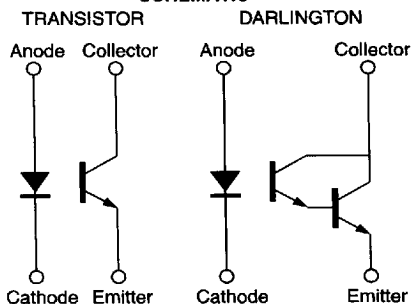 TRANSISTOR DARLINGTON
Anode Collector Anode Collector
Cathode Emitter Cathode Emitter